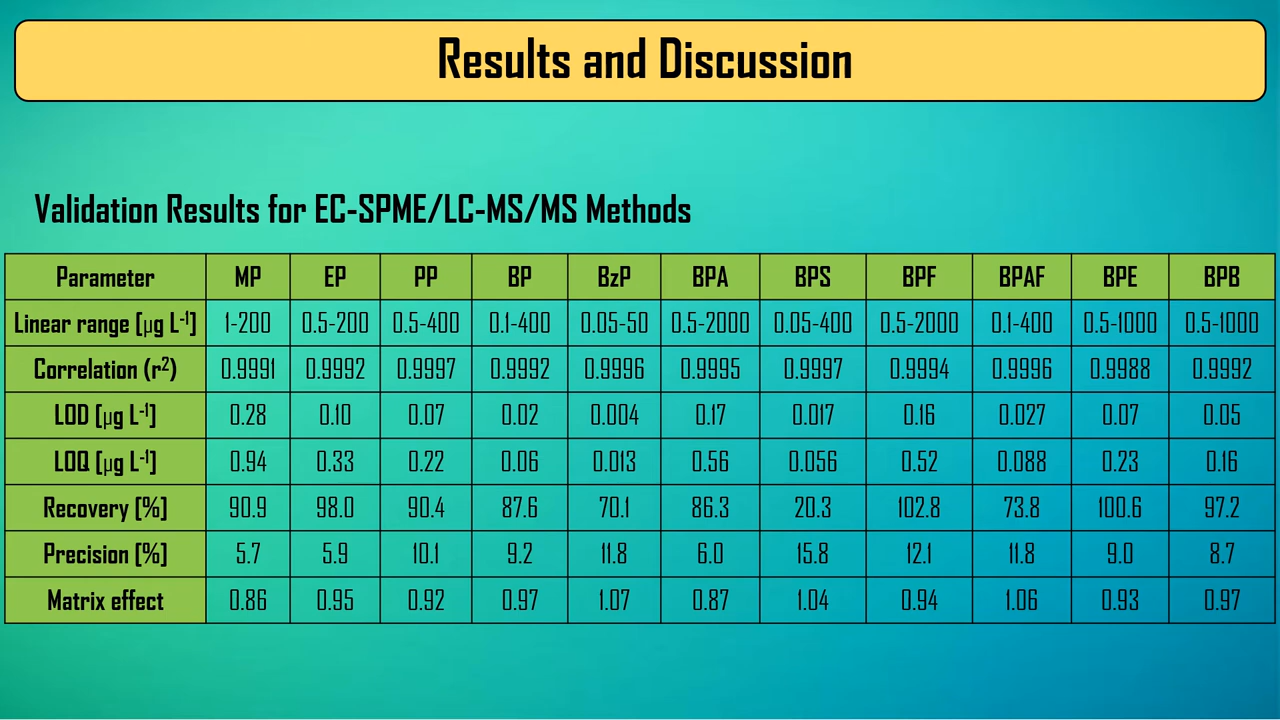 Results and Discussion
Validation Results for EC-SPME/LC-MS/MS Methods
Parameter MP EP PP BP BzP BPA BPS BPF BPAF BPE BPB
Linear range [µg L⁻¹] 1-200 0.5-200 0.5-400 0.1-400 0.05-50 0.5-2000 0.05-400 0.5-2000 0.1-400 0.5-1000 0.5-1000
Correlation (r²) 0.9991 0.9992 0.9997 0.9992 0.9996 0.9995 0.9997 0.9994 0.9996 0.9988 0.9992
LOD [µg L⁻¹] 0.28 0.10 0.07 0.02 0.004 0.17 0.017 0.16 0.027 0.07 0.05
LOQ [µg L⁻¹] 0.94 0.33 0.22 0.06 0.013 0.56 0.056 0.52 0.088 0.23 0.16
Recovery [%] 90.9 98.0 90.4 87.6 70.1 86.3 20.3 102.8 73.8 100.6 97.2
Precision [%] 5.7 5.9 10.1 9.2 11.8 6.0 15.8 12.1 11.8 9.0 8.7
Matrix effect 0.86 0.95 0.92 0.97 1.07 0.87 1.04 0.94 1.06 0.93 0.97